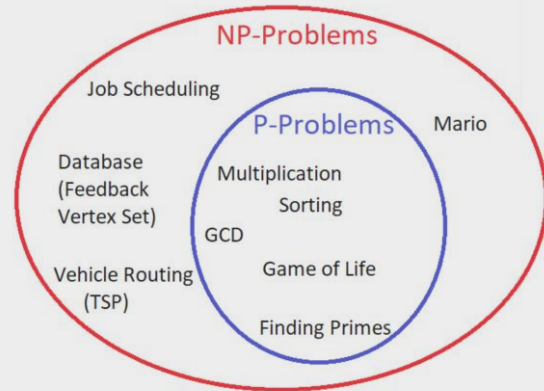 NP-Problems
Job Scheduling
P-Problems
Mario
Database
(Feedback
Vertex Set)
Multiplication
Sorting
GCD
Vehicle Routing
(TSP)
Game of Life
Finding Primes